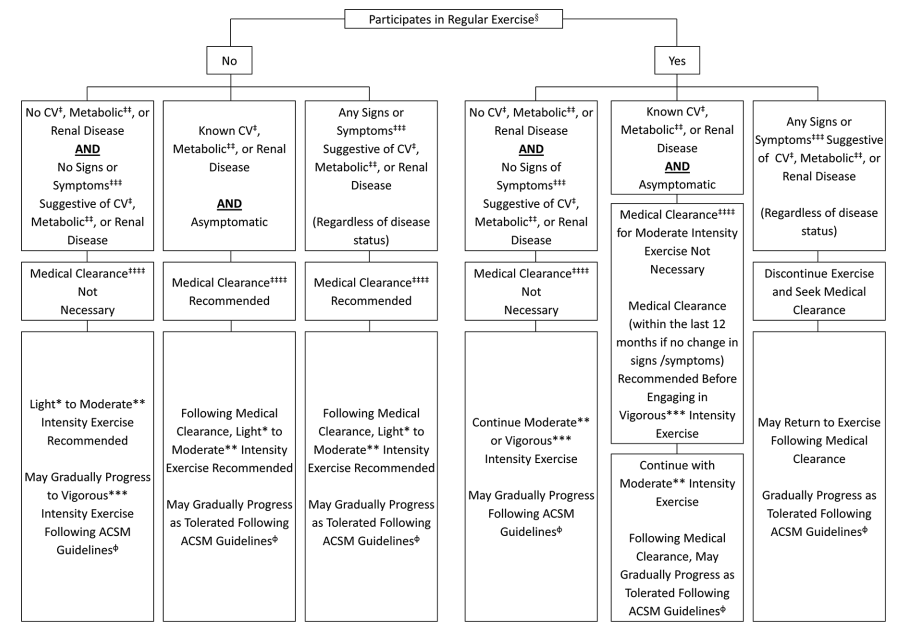 Participates in Regular Exercise§
No
Yes
No CV‡, Metabolic‡‡, or
Renal Disease
AND
No Signs or
Symptoms‡‡‡
Suggestive of CV‡,
Metabolic‡‡, or Renal
Disease
Medical Clearance‡‡‡‡
Not
Necessary
Light* to Moderate**
Intensity Exercise
Recommended
May Gradually Progress
to Vigorous***
Intensity Exercise
Following ACSM
Guidelinesᶲ
Known CV‡,
Metabolic‡‡, or Renal
Disease
AND
Asymptomatic
Medical Clearance‡‡‡‡
Recommended
Following Medical
Clearance, Light* to
Moderate** Intensity
Exercise Recommended
May Gradually Progress
as Tolerated Following
ACSM Guidelinesᶲ
Any Signs or
Symptoms‡‡‡
Suggestive of CV‡,
Metabolic‡‡, or Renal
Disease
(Regardless of disease
status)
Medical Clearance‡‡‡‡
Recommended
Following Medical
Clearance, Light* to
Moderate** Intensity
Exercise Recommended
May Gradually Progress
as Tolerated Following
ACSM Guidelinesᶲ
No CV‡, Metabolic‡‡, or
Renal Disease
AND
No Signs of
Symptoms‡‡‡
Suggestive of CV‡,
Metabolic‡‡, or Renal
Disease
Medical Clearance‡‡‡‡
Not
Necessary
Continue Moderate**
or Vigorous***
Intensity Exercise
May Gradually Progress
Following ACSM
Guidelinesᶲ
Known CV‡,
Metabolic‡‡, or Renal
Disease
AND
Asymptomatic
Medical Clearance‡‡‡‡
for Moderate Intensity
Exercise Not
Necessary
Medical Clearance
(within the last 12
months if no change in
signs /symptoms)
Recommended Before
Engaging in
Vigorous*** Intensity
Exercise
Continue with
Moderate** Intensity
Exercise
Following Medical
Clearance, May
Gradually Progress as
Tolerated Following
ACSM Guidelinesᶲ
Any Signs or
Symptoms‡‡‡ Suggestive
of CV‡, Metabolic‡‡, or
Renal Disease
(Regardless of disease
status)
Discontinue Exercise
and Seek Medical
Clearance
May Return to Exercise
Following Medical
Clearance
Gradually Progress as
Tolerated Following
ACSM Guidelinesᶲ